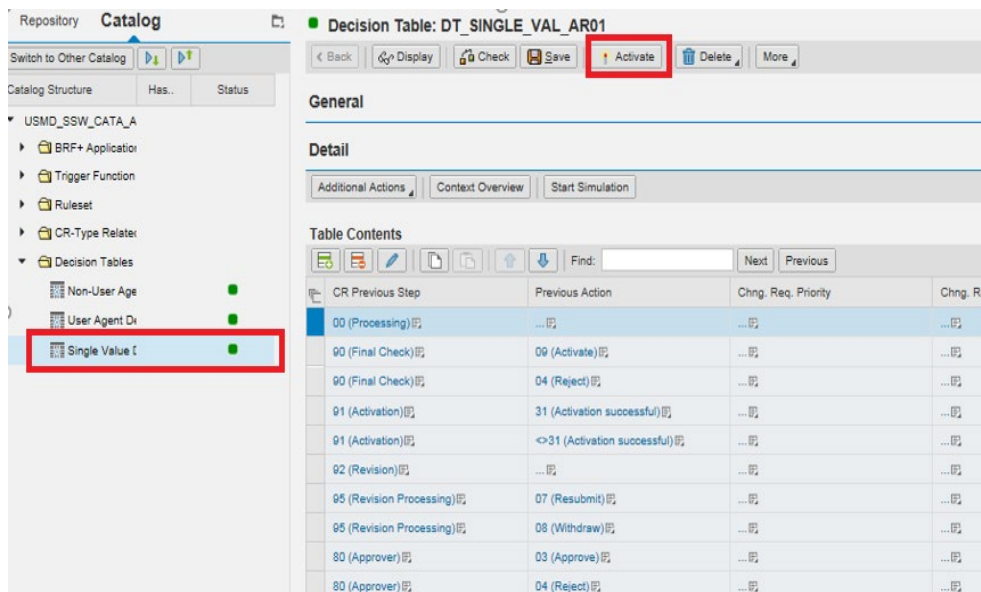 Repository Catalog
Decision Table: DT_SINGLE_VAL_AR01
Switch to Other Catalog
Back Display Check Save Activate Delete More
Catalog Structure Has.. Status
General
USMD_SSW_CATA_A
BRF+ Application
Detail
Trigger Function
Additional Actions Context Overview Start Simulation
Ruleset
CR-Type Related
Table Contents
Decision Tables
Find: Next Previous
Non-User Age
CR Previous Step Previous Action Chng. Req. Priority Chng. R
User Agent De
00 (Processing) ... ...
Single Value D
90 (Final Check) 09 (Activate) ...
90 (Final Check) 04 (Reject) ...
91 (Activation) 31 (Activation successful) ...
91 (Activation) <>31 (Activation successful) ...
92 (Revision) ... ...
95 (Revision Processing) 07 (Resubmit) ...
95 (Revision Processing) 08 (Withdraw) ...
80 (Approver) 03 (Approve) ...
80 (Approver) 04 (Reject) ...